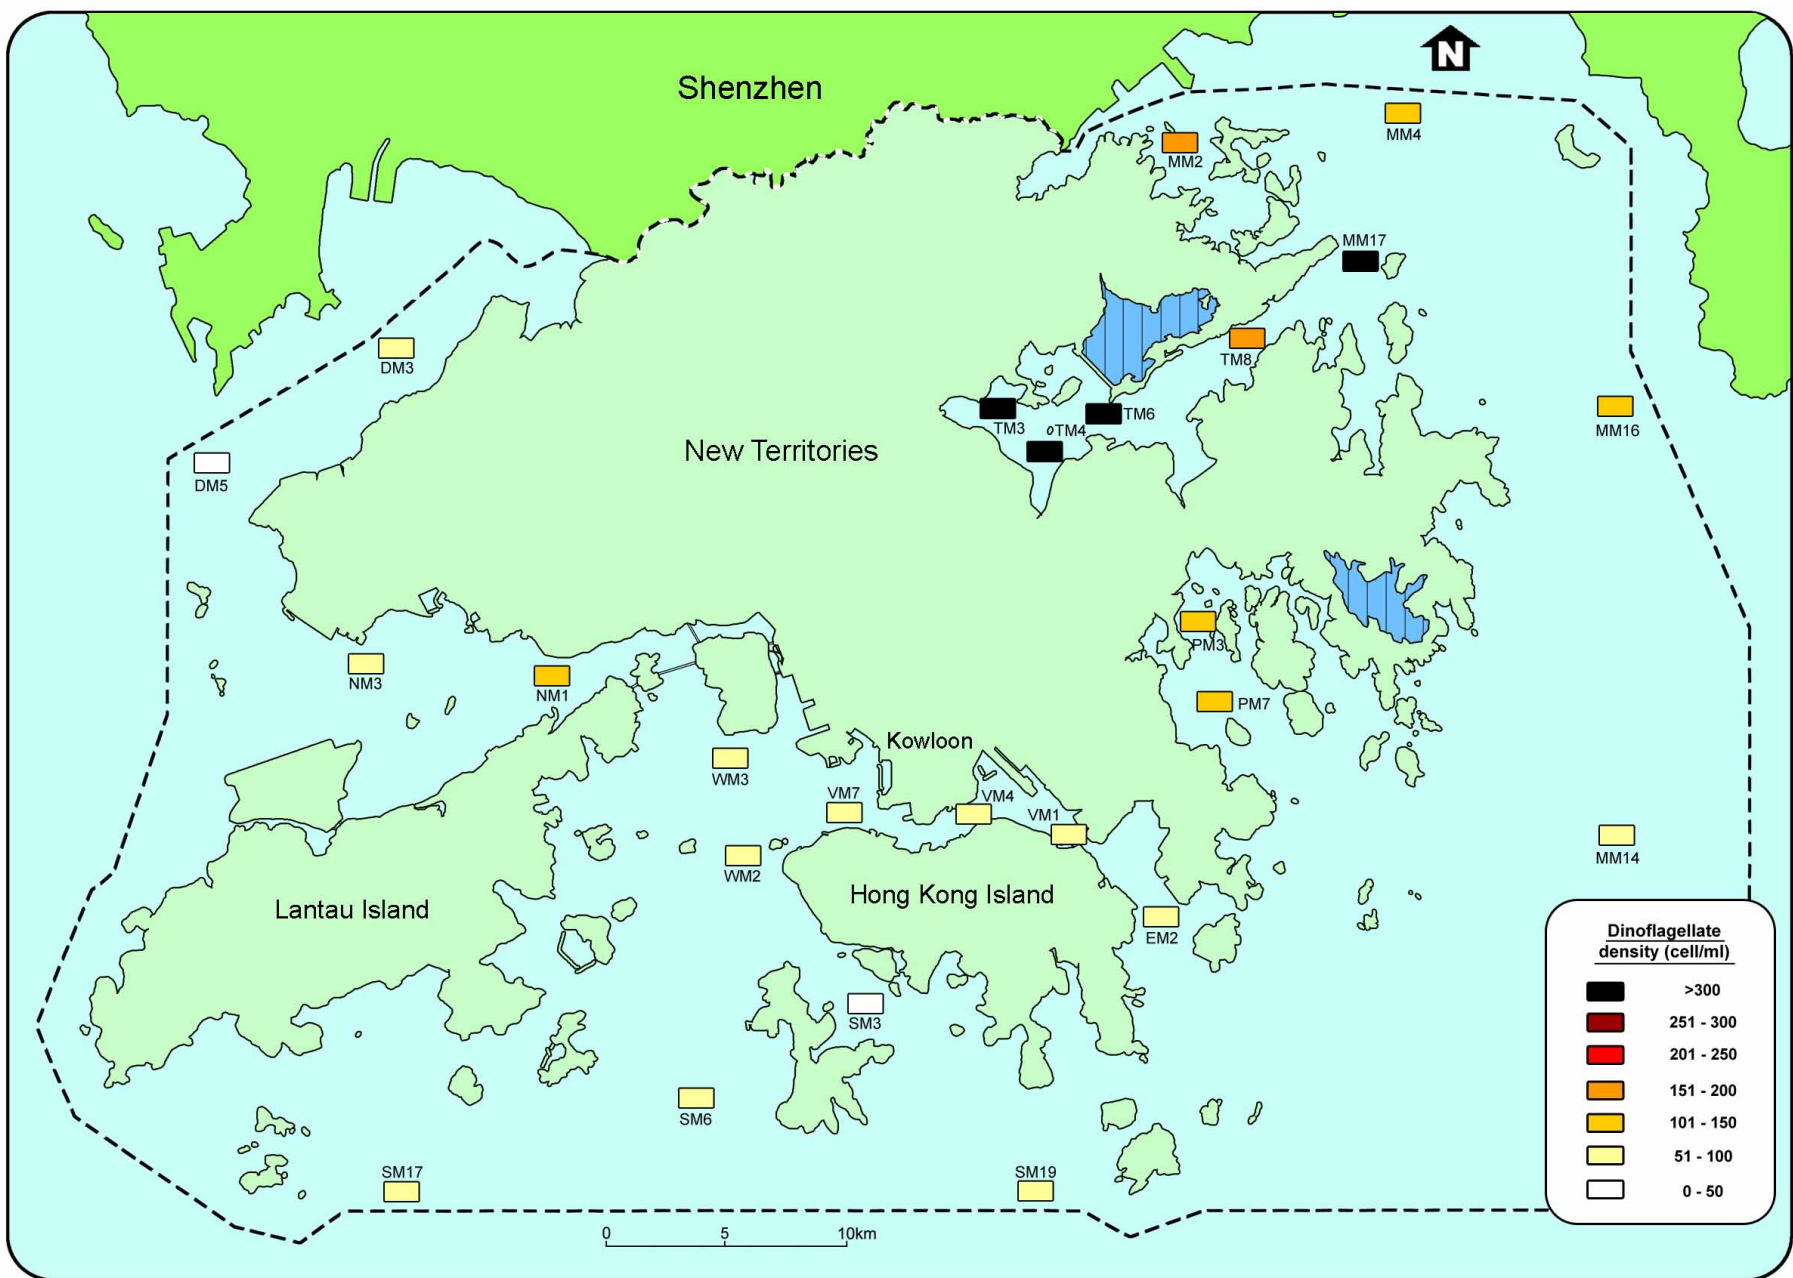 N
Shenzhen
MM4
MM2
MM17
DM3
TM8
TM3
TM4
TM6
MM16
New Territories
DM5
PM3
NM3
NM1
PM7
Kowloon
WM3
VM7
VM4
VM1
MM14
WM2
Lantau Island
Hong Kong Island
EM2
SM3
SM6
SM17
SM19
Dinoflagellate
density (cell/ml)
>300
251 - 300
201 - 250
151 - 200
101 - 150
51 - 100
0 - 50
0 5 10km